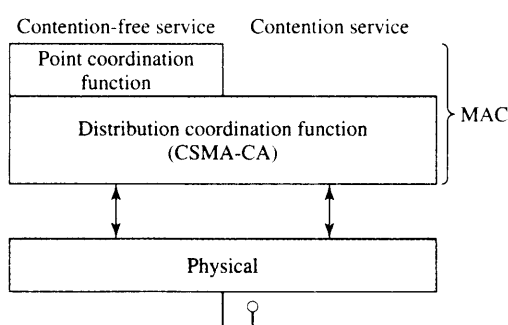 Contention-free service
Contention service
Point coordination
function
Distribution coordination function
(CSMA-CA)
MAC
Physical